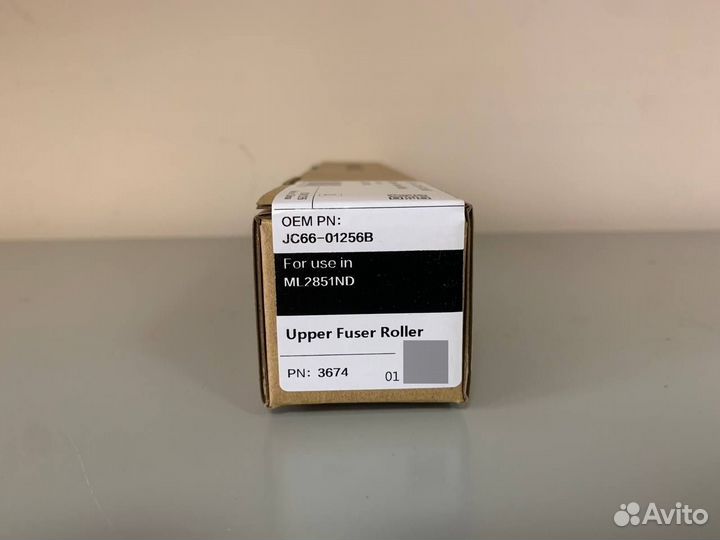 OEM PN:
JC66-01256B
For use in
ML2851ND
Upper Fuser Roller
PN: 3674
01
Avito